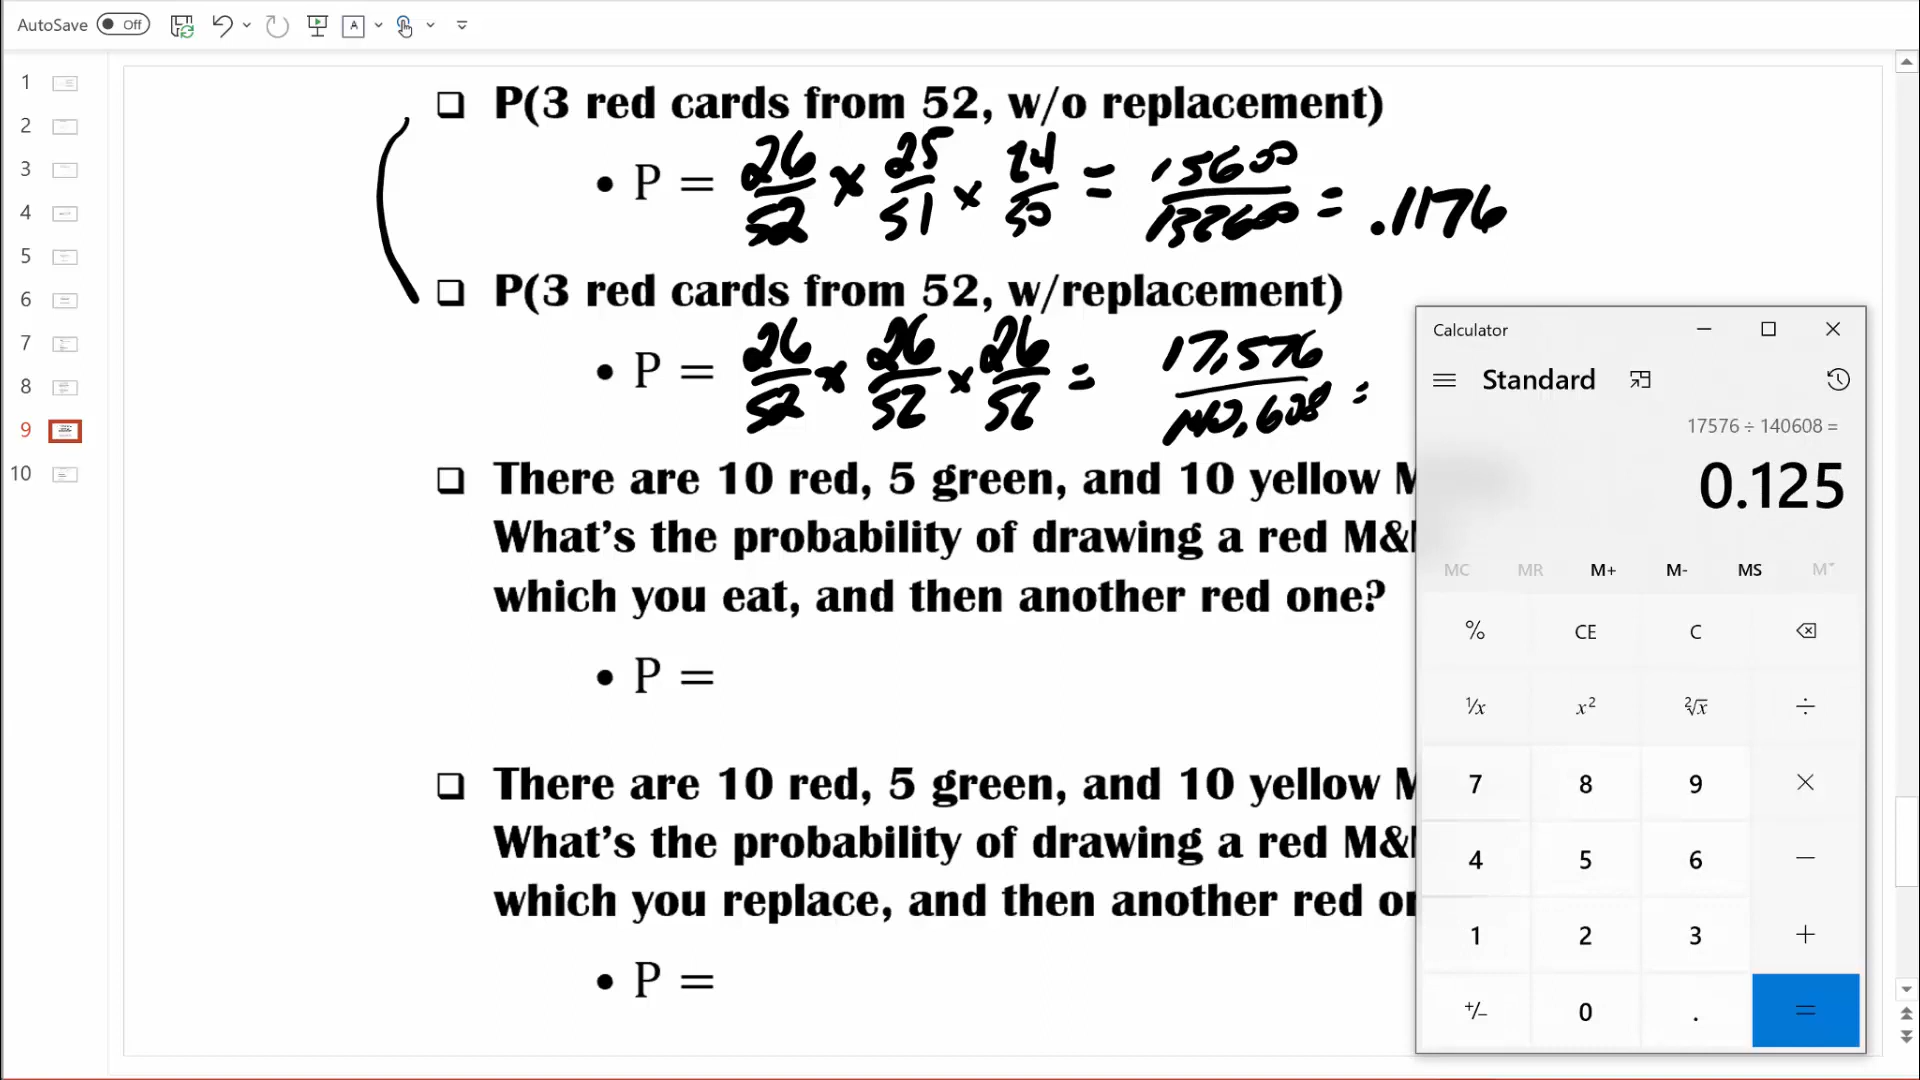 AutoSave Off A
1
2
3
4
5
6
7
8
9
10
P(3 red cards from 52, w/o replacement)
• P = 26/52 × 25/51 × 24/50 = 15600/132600 = .1176
P(3 red cards from 52, w/replacement)
• P = 26/52 × 26/52 × 26/52 = 17,576/140,608 =
There are 10 red, 5 green, and 10 yellow
What's the probability of drawing a red M&
which you eat, and then another red one?
• P =
There are 10 red, 5 green, and 10 yellow
What's the probability of drawing a red M&
which you replace, and then another red
• P =
Calculator
Standard
17576 ÷ 140608 =
0.125
MC MR M+ M- MS M˅
% CE C
¹/x x² ²√x ÷
7 8 9 ×
4 5 6 −
1 2 3 +
+/− 0 . =